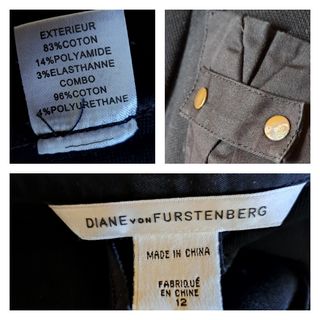 EXTERIEUR
83%COTON
14%POLYAMIDE
3%ELASTHANNE
COMBO
96%COTON
4%POLYURETHANE
DIANE VON FURSTENBERG
MADE IN CHINA
FABRIQUÉ
EN CHINE
12